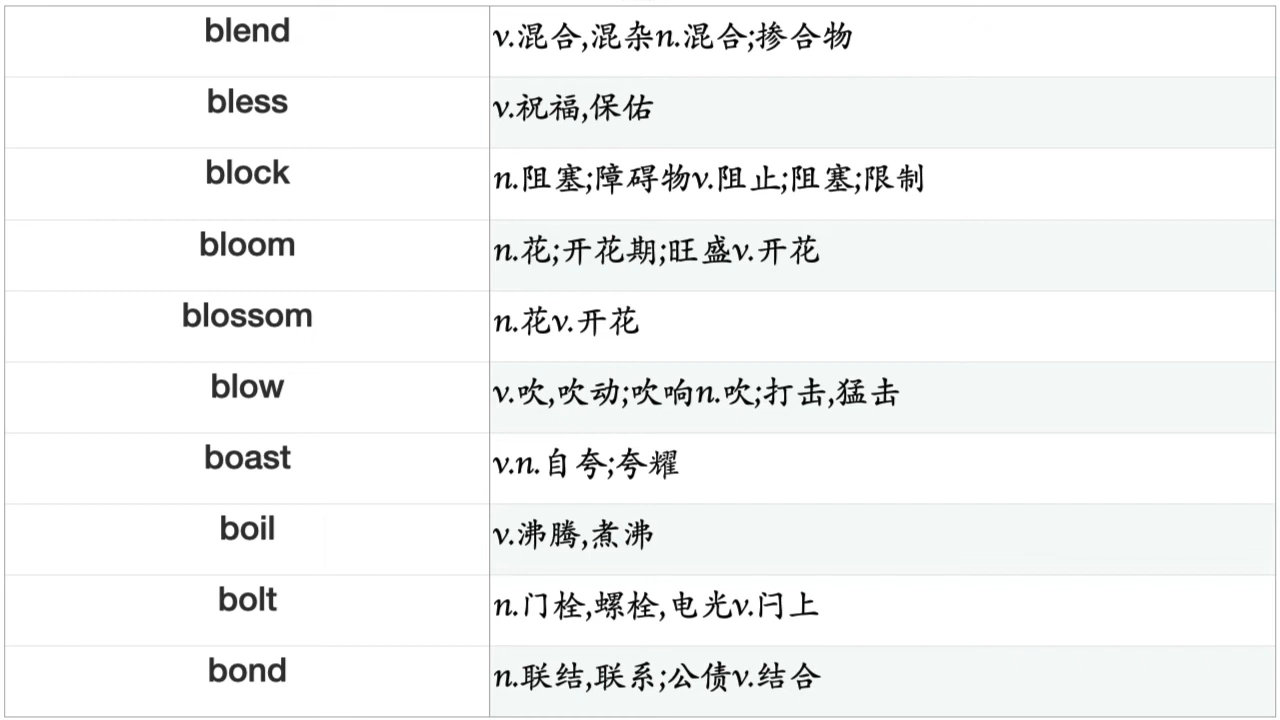 blend v.混合,混杂n.混合;掺合物
bless v.祝福,保佑
block n.阻塞;障碍物v.阻止;阻塞;限制
bloom n.花;开花期;旺盛v.开花
blossom n.花v.开花
blow v.吹,吹动;吹响n.吹;打击,猛击
boast v.n.自夸;夸耀
boil v.沸腾,煮沸
bolt n.门栓,螺栓,电光v.闩上
bond n.联结,联系;公债v.结合